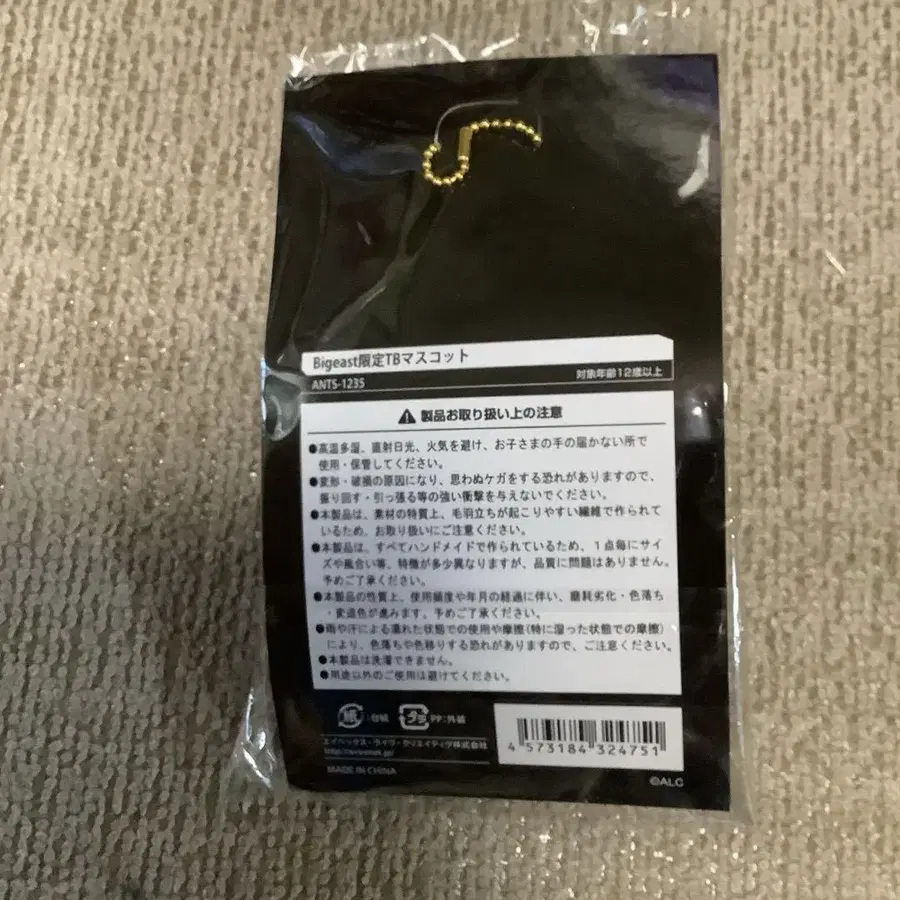 Bigeast限定TBマスコット
ANTS-1235
対象年齢12歳以上
製品お取り扱い上の注意
●高温多湿、直射日光、火気を避け、お子さまの手の届かない所で
使用・保管してください。
●変形・破損の原因になり、思わぬケガをする恐れがありますので、
振り回す・引っ張る等の強い衝撃を与えないでください。
●本製品は、素材の特質上、毛羽立ちが起こりやすい繊維で作られて
いるため、お取り扱いにご注意ください。
●本製品は、すべてハンドメイドで作られているため、1点毎にサイ
ズや風合い等、特徴が多少異なりますが、品質に問題はありません。
予めご了承ください。
●本製品の性質上、使用頻度や年月の経過に伴い、磨耗劣化・色落ち
・変退色が進みます。予めご了承ください。
●雨や汗による濡れた状態での使用や摩擦(特に湿った状態での摩擦)
により、色落ちや色移りする恐れがありますので、ご注意ください。
●本製品は洗濯できません。
●用途以外のご使用は避けてください。
紙:台紙 プラ PP:外装
エイベックス・ライヴ・クリエイティヴ株式会社
http://avexnet.jp/
MADE IN CHINA
4 573184 324751
©ALC